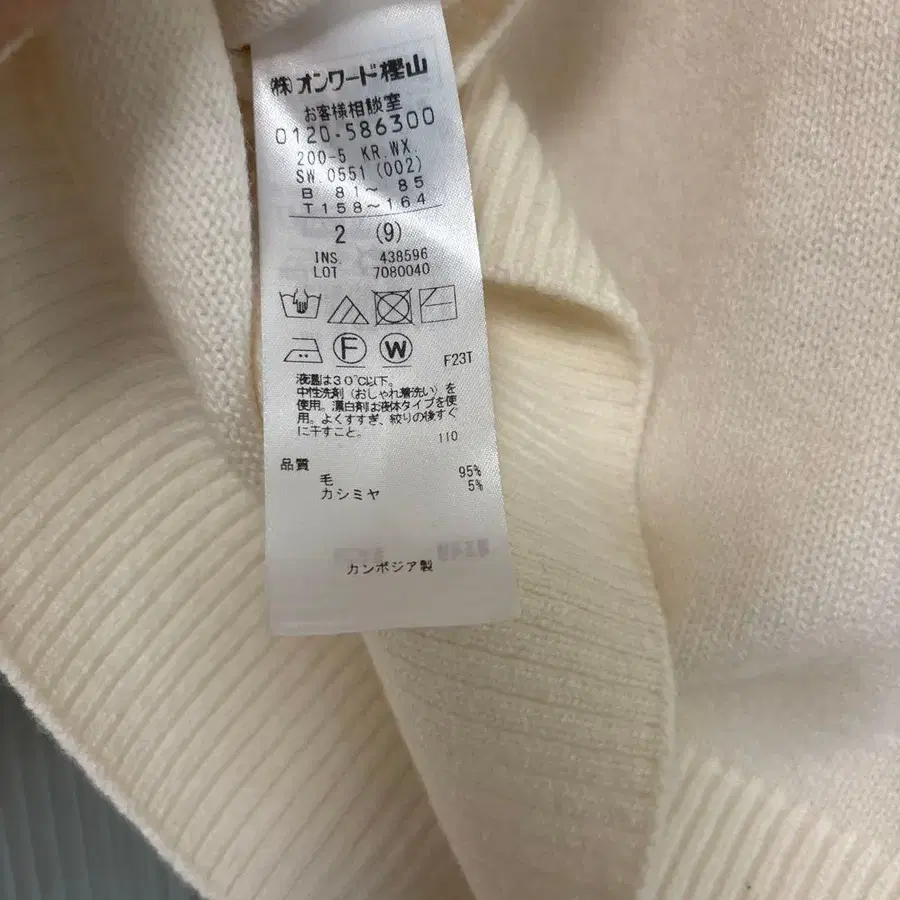 (株)オンワード樫山
お客様相談室
0120-586300
200-5 KR.WX.
SW 0551 (002)
B 81～ 85
T158～164
2 (9)
INS. 438596
LOT 7080040
F W
F23T
液温は30℃以下。
中性洗剤（おしゃれ着洗い）を
使用。漂白剤は液体タイプを使
用。よくすすぎ、絞りの後すぐ
に干すこと。
110
品質
毛 95%
カシミヤ 5%
カンボジア製